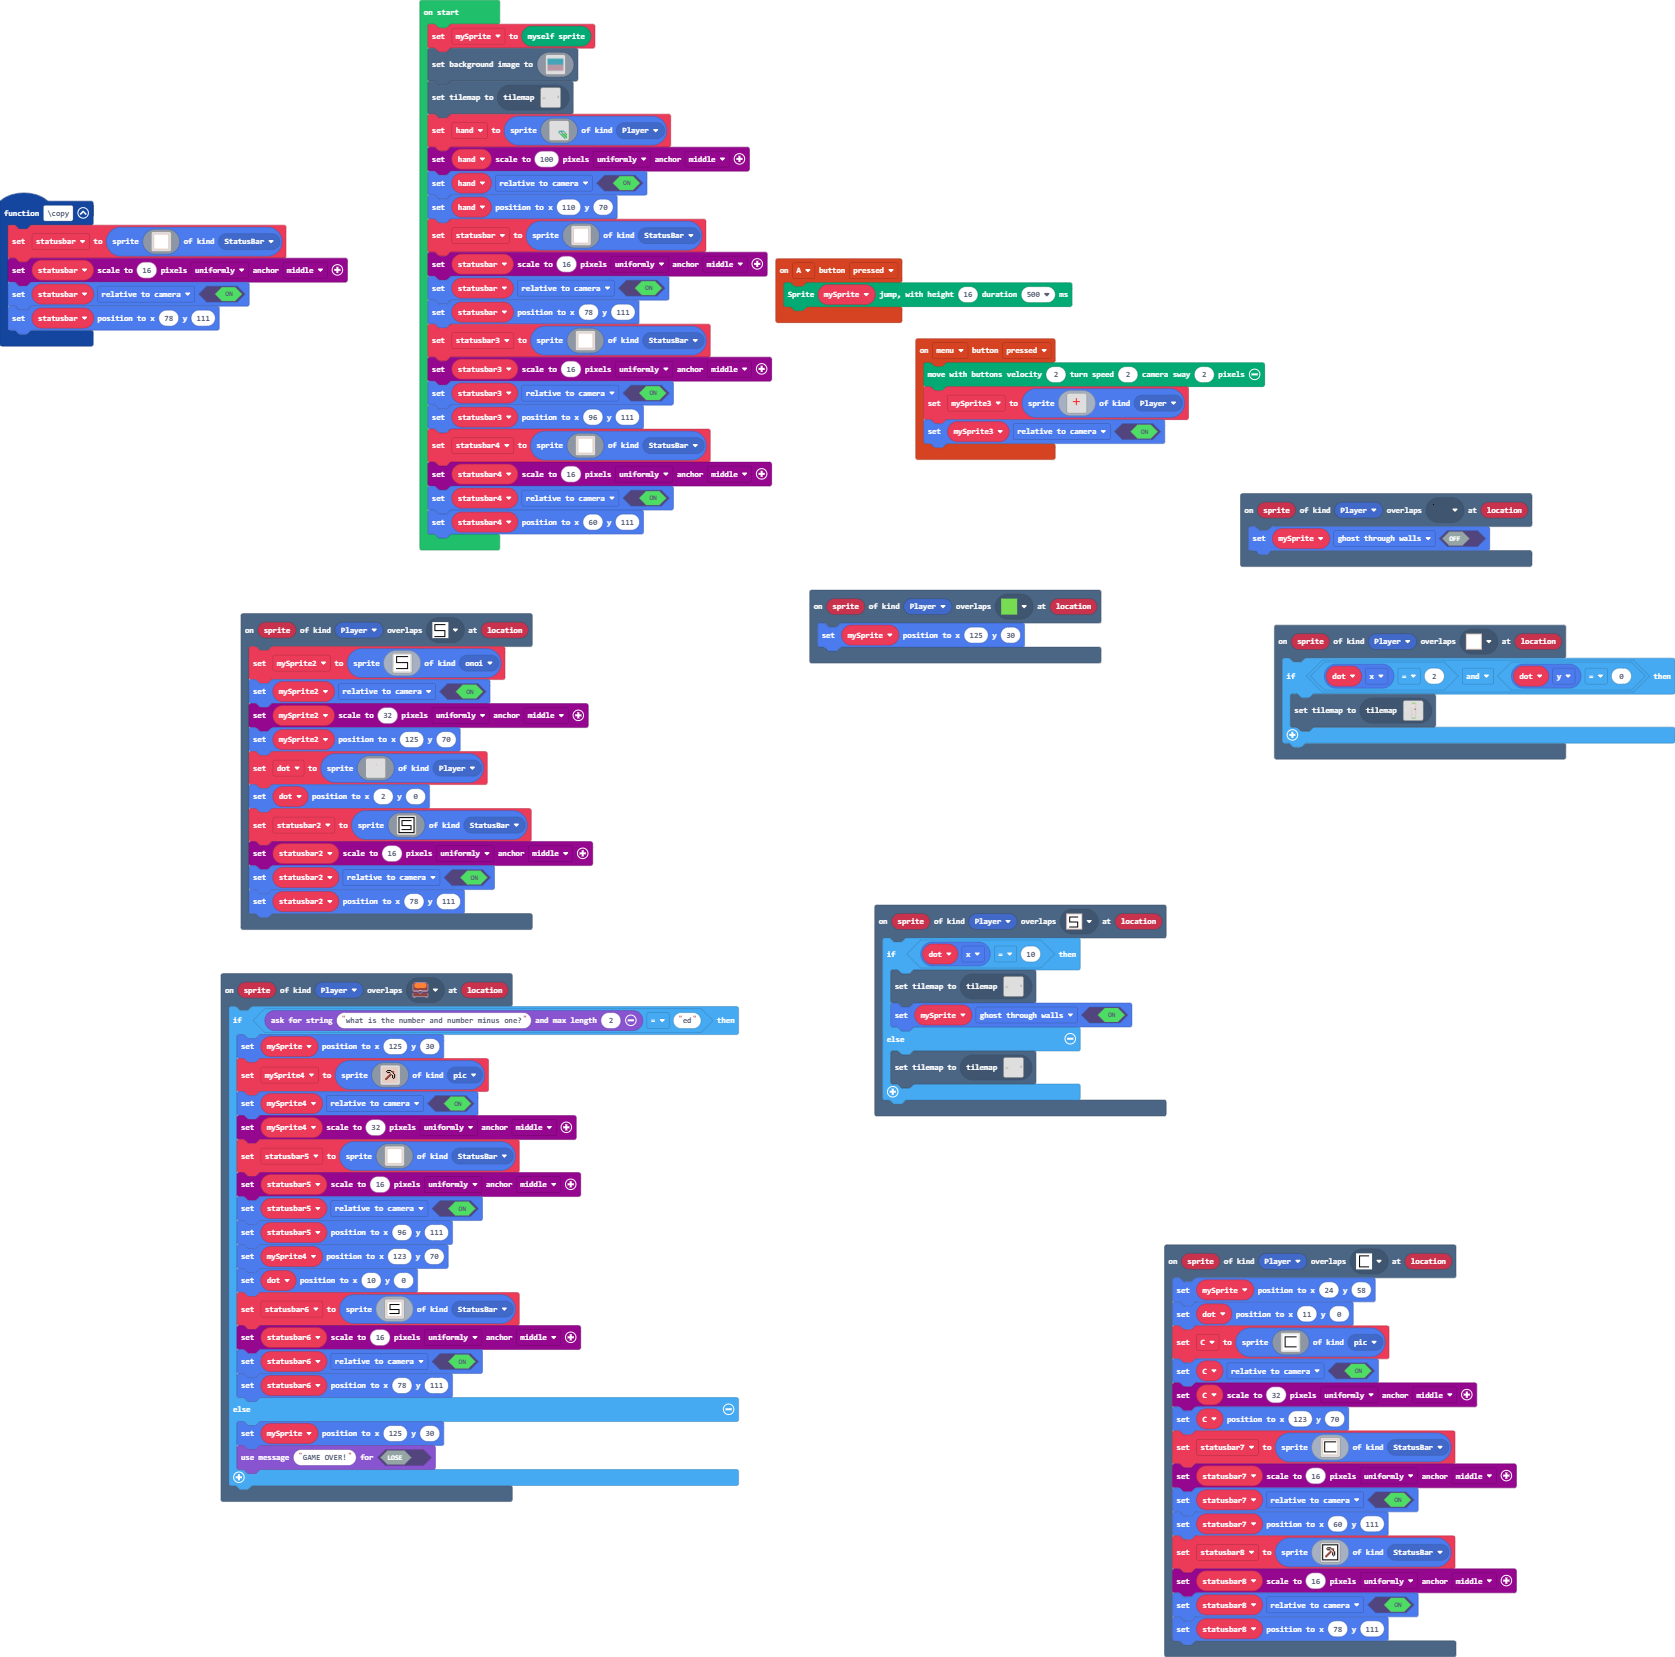 on start
set mySprite to myself sprite
set background image to
set tilemap to tilemap
set hand to sprite of kind Player
set hand scale to 100 pixels uniformly anchor middle
set hand relative to camera ON
set hand position to x 110 y 70
set statusbar to sprite of kind StatusBar
set statusbar scale to 16 pixels uniformly anchor middle
set statusbar relative to camera ON
set statusbar position to x 78 y 111
set statusbar3 to sprite of kind StatusBar
set statusbar3 scale to 16 pixels uniformly anchor middle
set statusbar3 relative to camera ON
set statusbar3 position to x 96 y 111
set statusbar4 to sprite of kind StatusBar
set statusbar4 scale to 16 pixels uniformly anchor middle
set statusbar4 relative to camera ON
set statusbar4 position to x 60 y 111
function \copy
set statusbar to sprite of kind StatusBar
set statusbar scale to 16 pixels uniformly anchor middle
set statusbar relative to camera ON
set statusbar position to x 78 y 111
on A button pressed
Sprite mySprite jump, with height 16 duration 500 ms
on menu button pressed
move with buttons velocity 2 turn speed 2 camera sway 2 pixels
set mySprite3 to sprite of kind Player
set mySprite3 relative to camera ON
on sprite of kind Player overlaps at location
set mySprite ghost through walls OFF
on sprite of kind Player overlaps at location
set mySprite position to x 125 y 30
on sprite of kind Player overlaps at location
if dot x = 2 and dot y = 0 then
set tilemap to tilemap
on sprite of kind Player overlaps S at location
set mySprite2 to sprite S of kind omoi
set mySprite2 relative to camera ON
set mySprite2 scale to 32 pixels uniformly anchor middle
set mySprite2 position to x 125 y 70
set dot to sprite of kind Player
set dot position to x 2 y 0
set statusbar2 to sprite S of kind StatusBar
set statusbar2 scale to 16 pixels uniformly anchor middle
set statusbar2 relative to camera ON
set statusbar2 position to x 78 y 111
on sprite of kind Player overlaps S at location
if dot x = 10 then
set tilemap to tilemap
set mySprite ghost through walls ON
else
set tilemap to tilemap
on sprite of kind Player overlaps at location
if ask for string "what is the number and number minus one?" and max length 2 = "ed" then
set mySprite position to x 125 y 30
set mySprite4 to sprite of kind pic
set mySprite4 relative to camera ON
set mySprite4 scale to 32 pixels uniformly anchor middle
set statusbar5 to sprite of kind StatusBar
set statusbar5 scale to 16 pixels uniformly anchor middle
set statusbar5 relative to camera ON
set statusbar5 position to x 96 y 111
set mySprite4 position to x 123 y 70
set dot position to x 10 y 0
set statusbar6 to sprite S of kind StatusBar
set statusbar6 scale to 16 pixels uniformly anchor middle
set statusbar6 relative to camera ON
set statusbar6 position to x 78 y 111
else
set mySprite position to x 125 y 30
use message "GAME OVER!" for LOSE
on sprite of kind Player overlaps C at location
set mySprite position to x 24 y 58
set dot position to x 11 y 0
set C to sprite C of kind pic
set C relative to camera ON
set C scale to 32 pixels uniformly anchor middle
set C position to x 123 y 70
set statusbar7 to sprite C of kind StatusBar
set statusbar7 scale to 16 pixels uniformly anchor middle
set statusbar7 relative to camera ON
set statusbar7 position to x 60 y 111
set statusbar8 to sprite of kind StatusBar
set statusbar8 scale to 16 pixels uniformly anchor middle
set statusbar8 relative to camera ON
set statusbar8 position to x 78 y 111